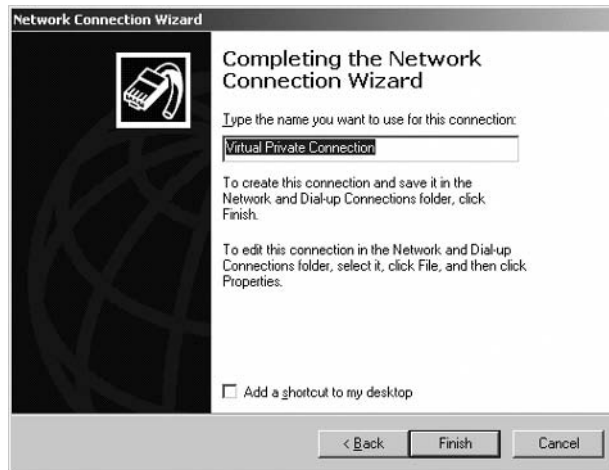 Network Connection Wizard
Completing the Network
Connection Wizard
Type the name you want to use for this connection:
Virtual Private Connection
To create this connection and save it in the
Network and Dial-up Connections folder, click
Finish.
To edit this connection in the Network and Dial-up
Connections folder, select it, click File, and then click
Properties.
Add a shortcut to my desktop
< Back Finish Cancel